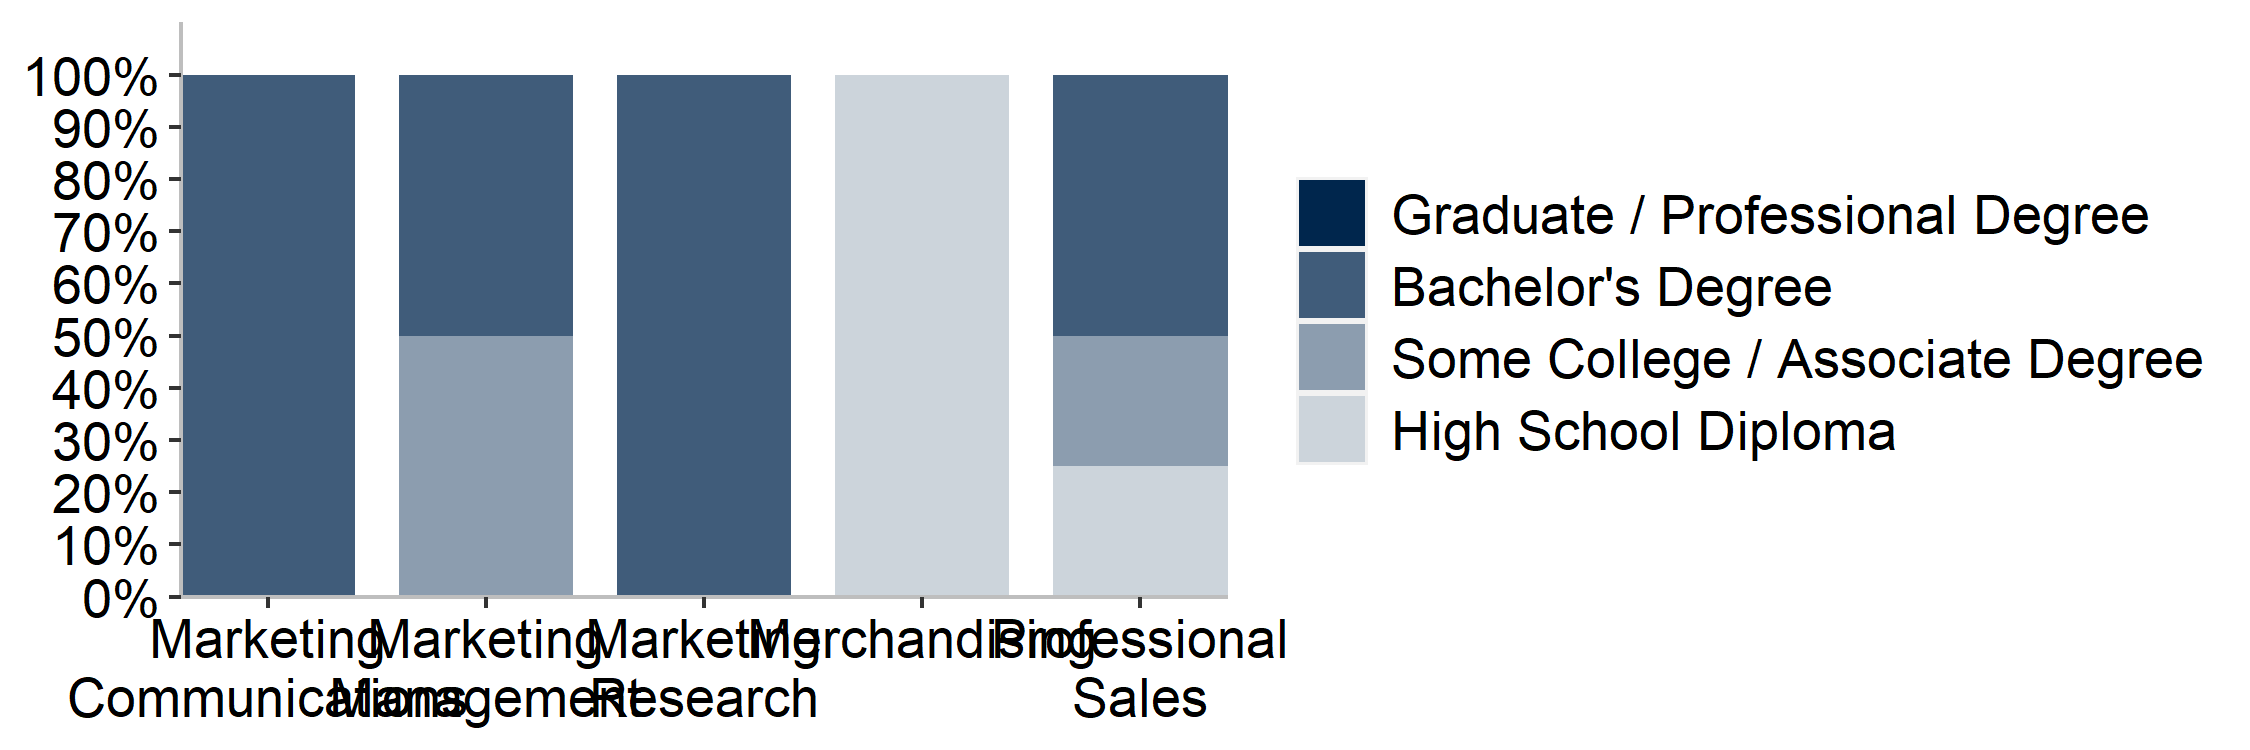 100%
90%
80%
70%
60%
50%
40%
30%
20%
10%
0%
Marketing
Communications
Marketing
Management
Marketing
Research
Merchandising
Professional
Sales
Graduate / Professional Degree
Bachelor's Degree
Some College / Associate Degree
High School Diploma